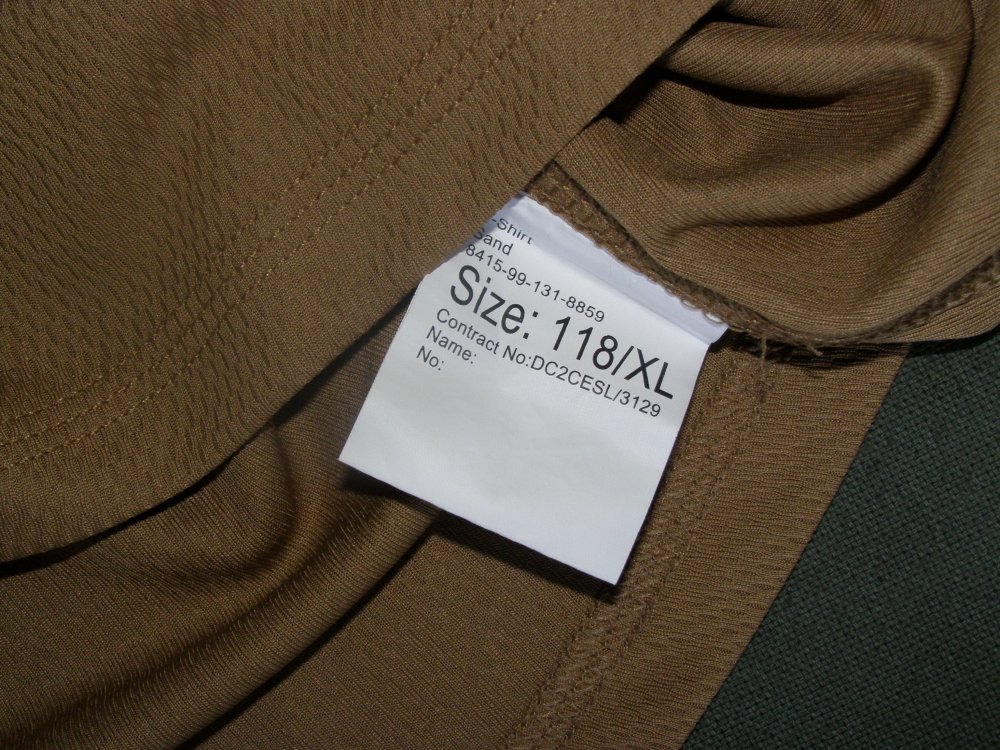 -Shirt
Sand
8415-99-131-8859
Size: 118/XL
Contract No:DC2CESL/3129
Name:
No: